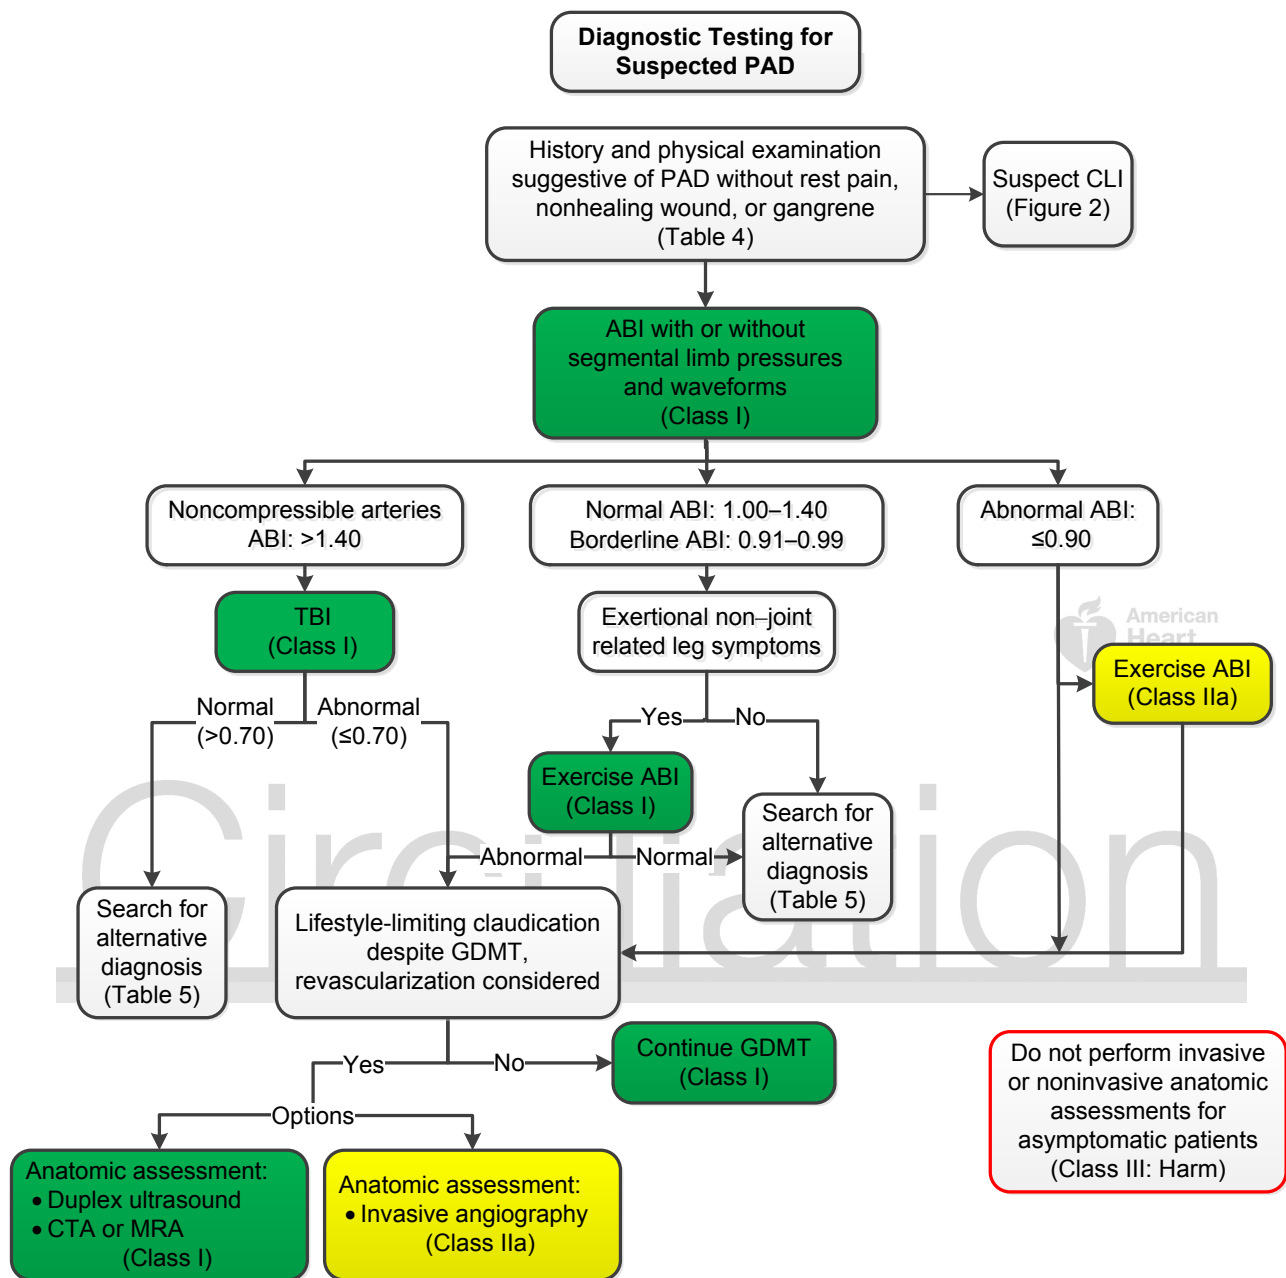 Diagnostic Testing for
Suspected PAD
History and physical examination
suggestive of PAD without rest pain,
nonhealing wound, or gangrene
(Table 4)
Suspect CLI
(Figure 2)
ABI with or without
segmental limb pressures
and waveforms
(Class I)
Noncompressible arteries
ABI: >1.40
Normal ABI: 1.00–1.40
Borderline ABI: 0.91–0.99
Abnormal ABI:
≤0.90
TBI
(Class I)
Exertional non–joint
related leg symptoms
American
Heart
Exercise ABI
(Class IIa)
Normal
(>0.70)
Abnormal
(≤0.70)
Yes
No
Exercise ABI
(Class I)
Search for
alternative
diagnosis
(Table 5)
Abnormal
Normal
Search for
alternative
diagnosis
(Table 5)
Lifestyle-limiting claudication
despite GDMT,
revascularization considered
Yes
No
Continue GDMT
(Class I)
Do not perform invasive
or noninvasive anatomic
assessments for
asymptomatic patients
(Class III: Harm)
Options
Anatomic assessment:
• Duplex ultrasound
• CTA or MRA
(Class I)
Anatomic assessment:
• Invasive angiography
(Class IIa)